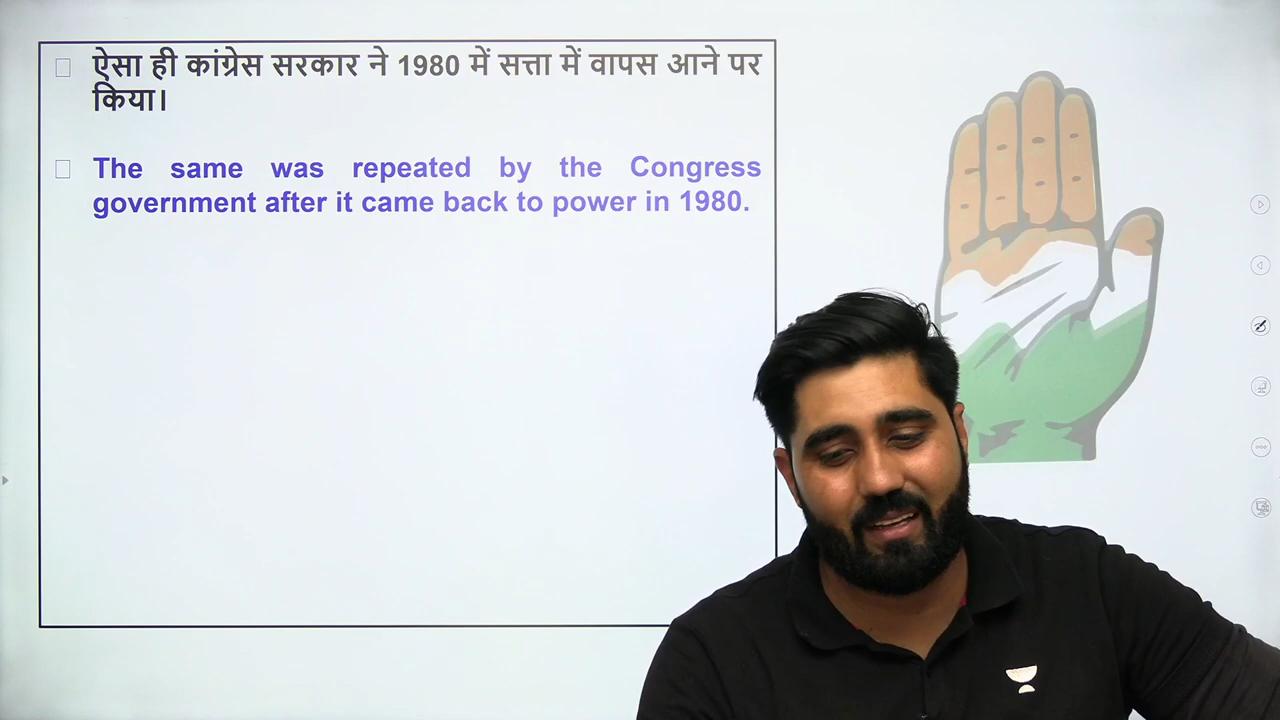 ऐसा ही कांग्रेस सरकार ने 1980 में सत्ता में वापस आने पर
किया।
The same was repeated by the Congress
government after it came back to power in 1980.